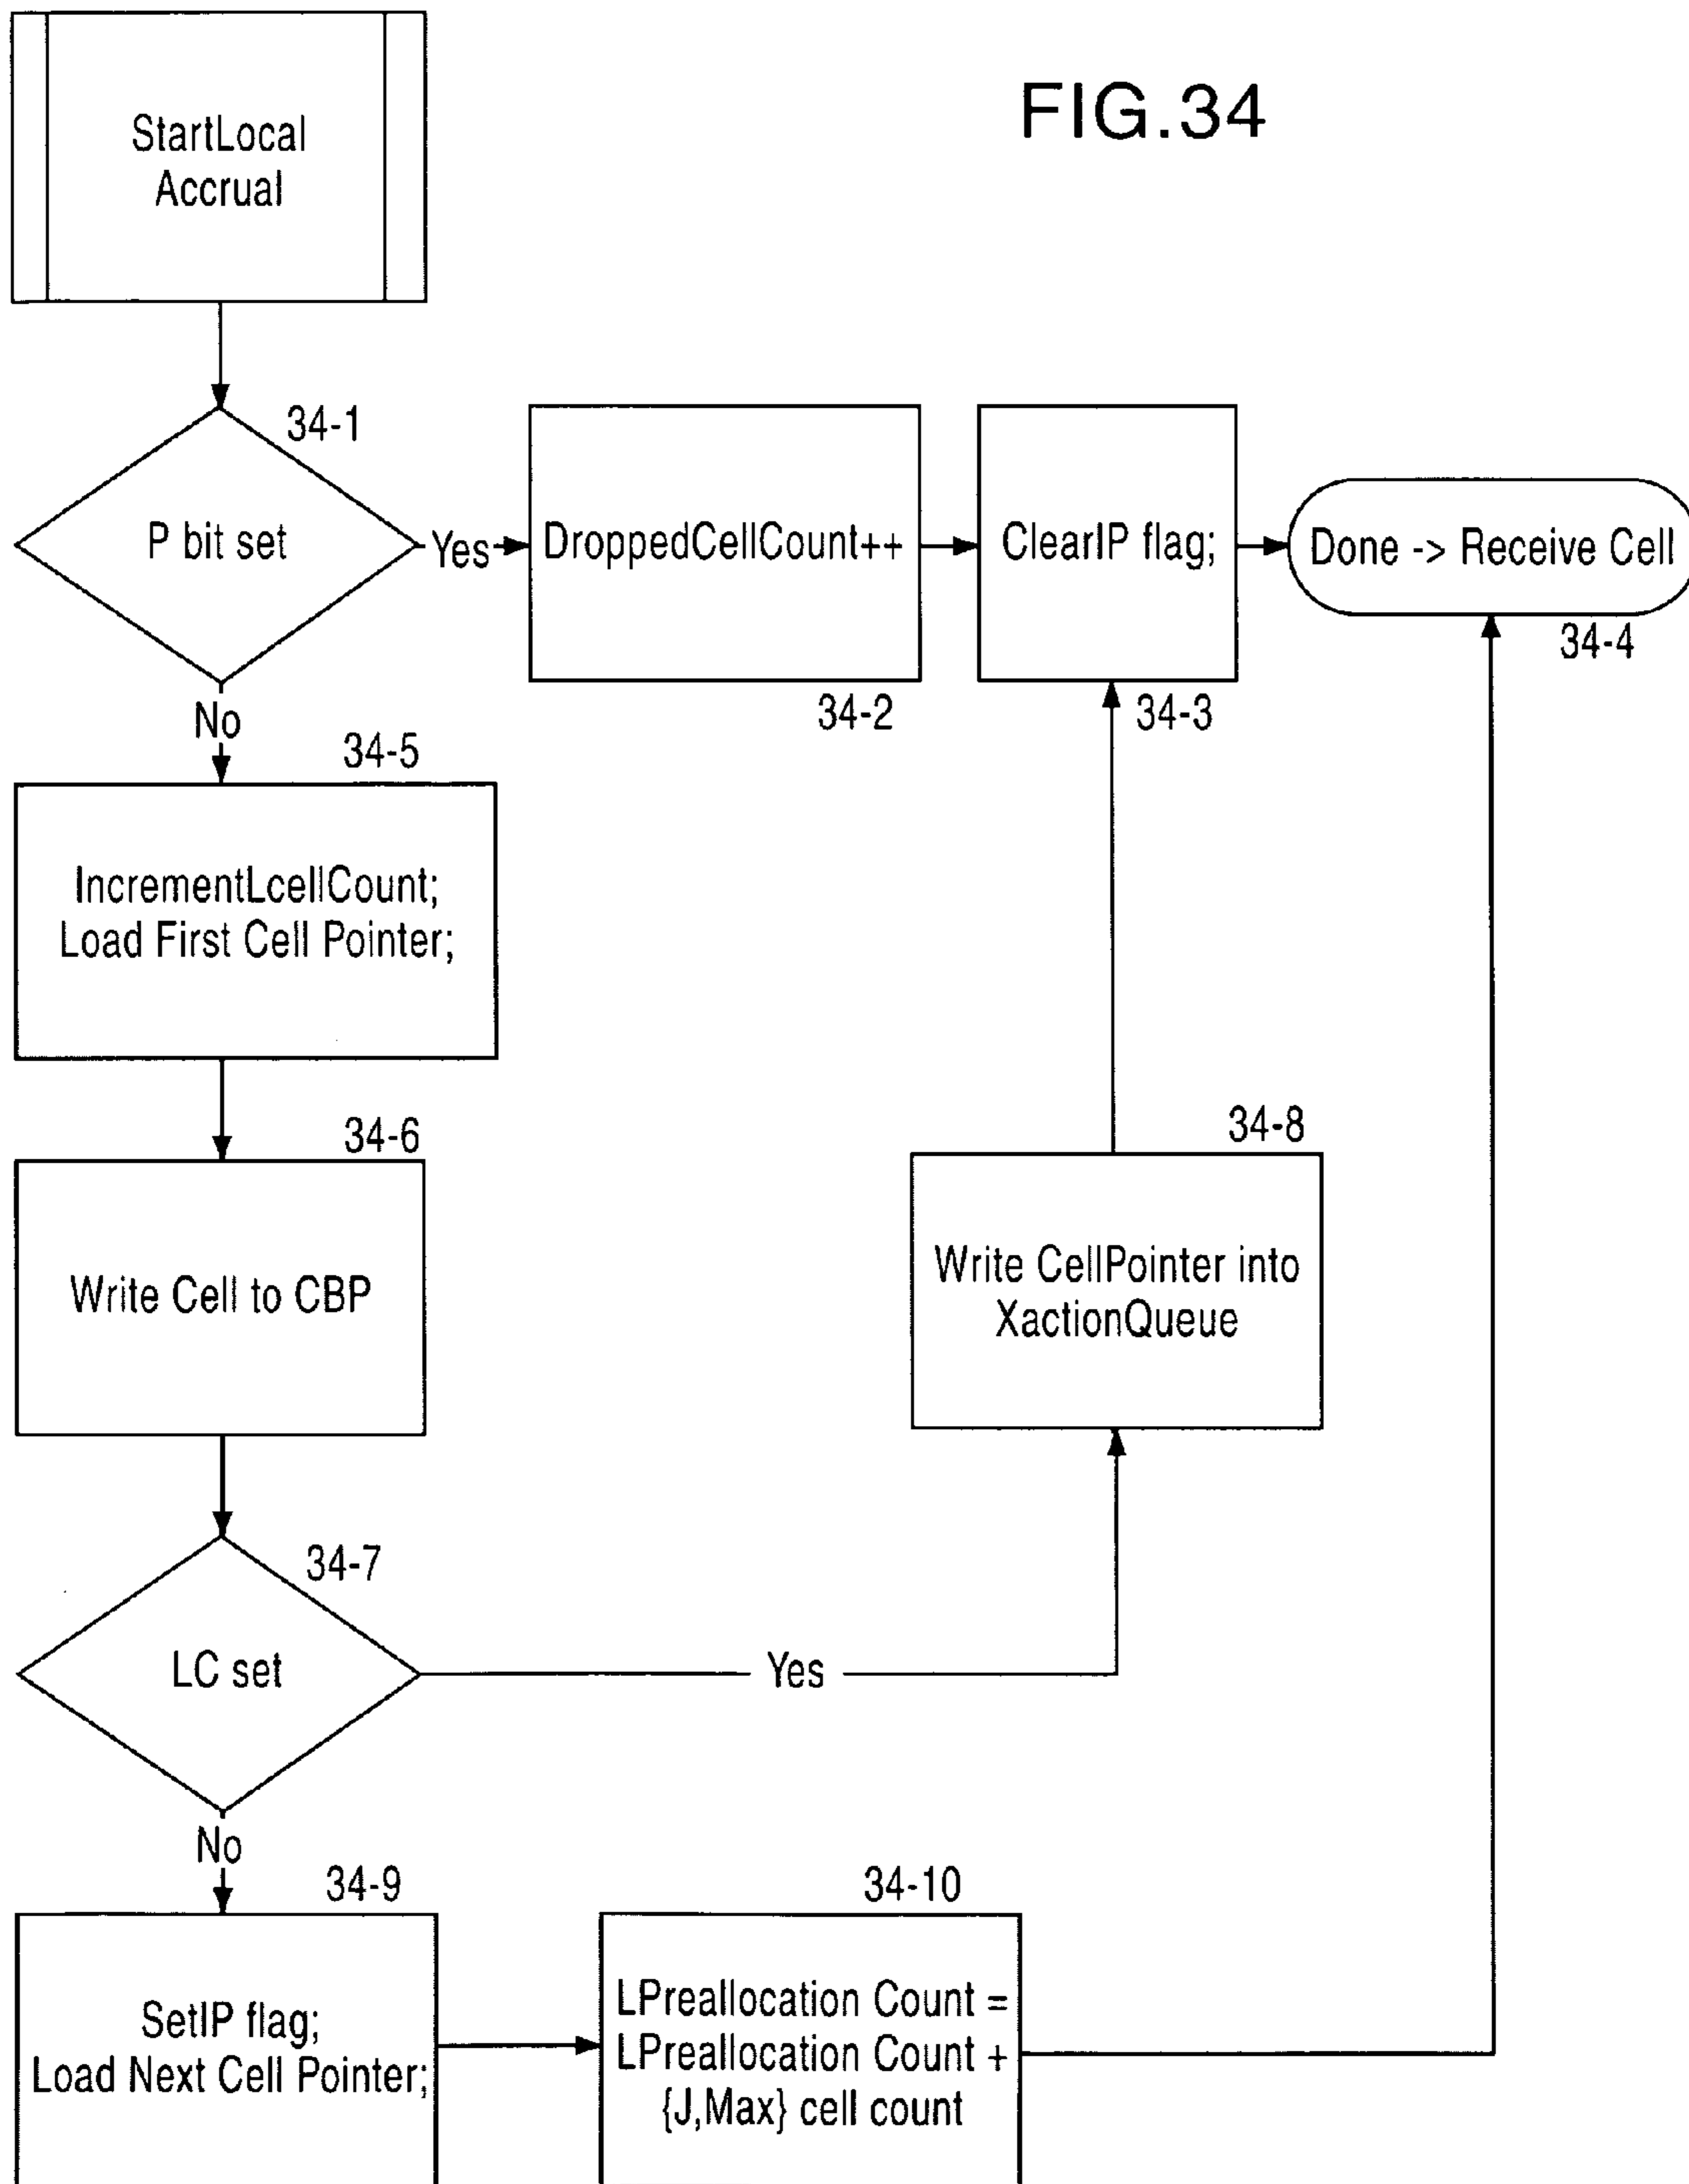 FIG.34
StartLocal
Accrual
34-1
P bit set
Yes
DroppedCellCount++
34-2
ClearIP flag;
34-3
Done -> Receive Cell
34-4
No
34-5
IncrementLcellCount;
Load First Cell Pointer;
34-6
Write Cell to CBP
34-7
LC set
Yes
34-8
Write CellPointer into
XactionQueue
No
34-9
SetIP flag;
Load Next Cell Pointer;
34-10
LPreallocation Count =
LPreallocation Count +
{J,Max} cell count